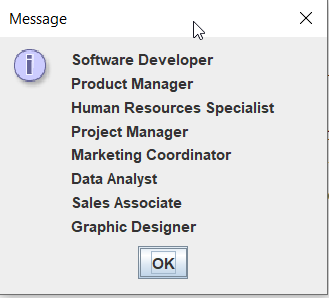 Message
Software Developer
Product Manager
Human Resources Specialist
Project Manager
Marketing Coordinator
Data Analyst
Sales Associate
Graphic Designer
OK